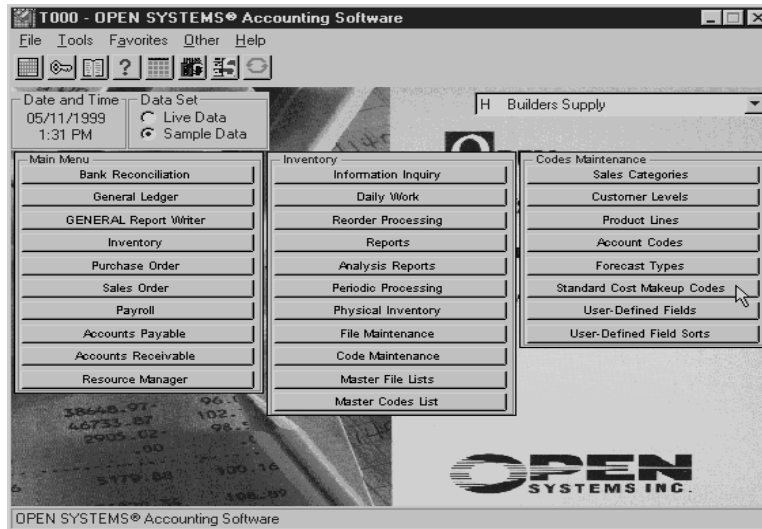 T000 - OPEN SYSTEMS® Accounting Software
File Tools Favorites Other Help
Date and Time
05/11/1999
1:31 PM
Data Set
Live Data
Sample Data
H Builders Supply
Main Menu
Bank Reconciliation
General Ledger
GENERAL Report Writer
Inventory
Purchase Order
Sales Order
Payroll
Accounts Payable
Accounts Receivable
Resource Manager
Inventory
Information Inquiry
Daily Work
Reorder Processing
Reports
Analysis Reports
Periodic Processing
Physical Inventory
File Maintenance
Code Maintenance
Master File Lists
Master Codes List
Codes Maintenance
Sales Categories
Customer Levels
Product Lines
Account Codes
Forecast Types
Standard Cost Makeup Codes
User-Defined Fields
User-Defined Field Sorts
OPEN
SYSTEMS INC.
OPEN SYSTEMS® Accounting Software